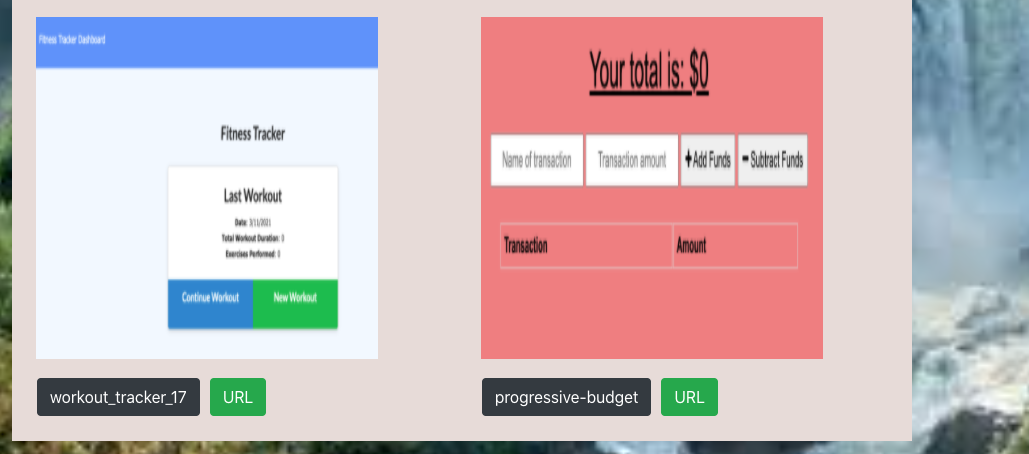 Fitness Tracker Dashboard
Fitness Tracker
Last Workout
Date: 3/11/2021
Total Workout Duration: 0
Exercises Performed: 0
Continue Workout
New Workout
workout_tracker_17
URL
Your total is: $0
Name of transaction
Transaction amount
+Add Funds
-Subtract Funds
Transaction
Amount
progressive-budget
URL